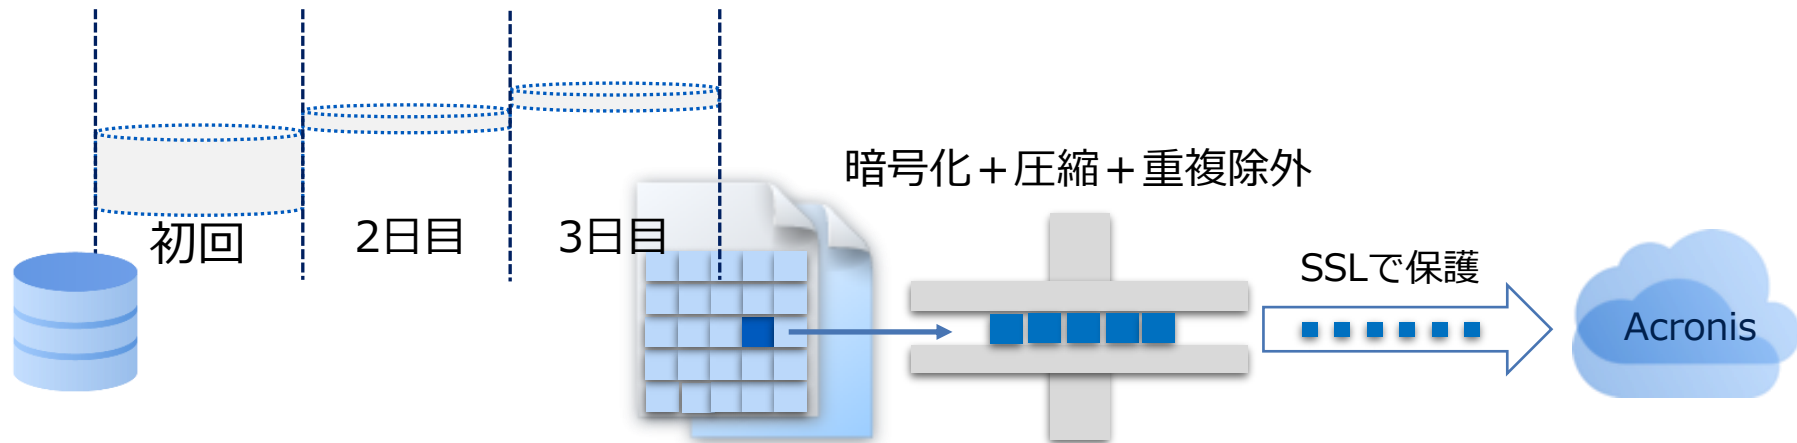 暗号化＋圧縮＋重複除外
初回
2日目
3日目
SSLで保護
Acronis